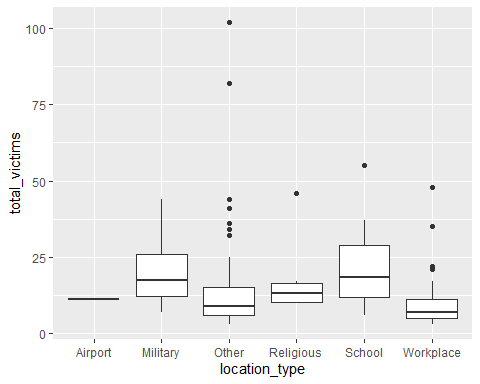 total_victims
100
75
50
25
0
Airport Military Other Religious School Workplace
location_type